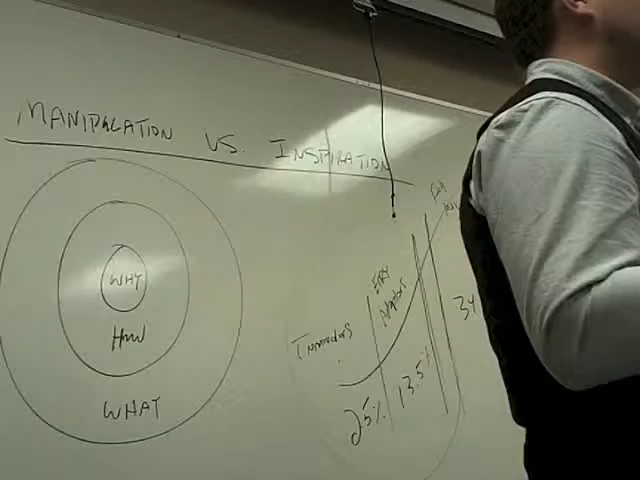 MANIPULATION VS. INSPIRATION
WHY
HOW
WHAT
Innovators
Early
Adopters
2.5%
13.5%
34